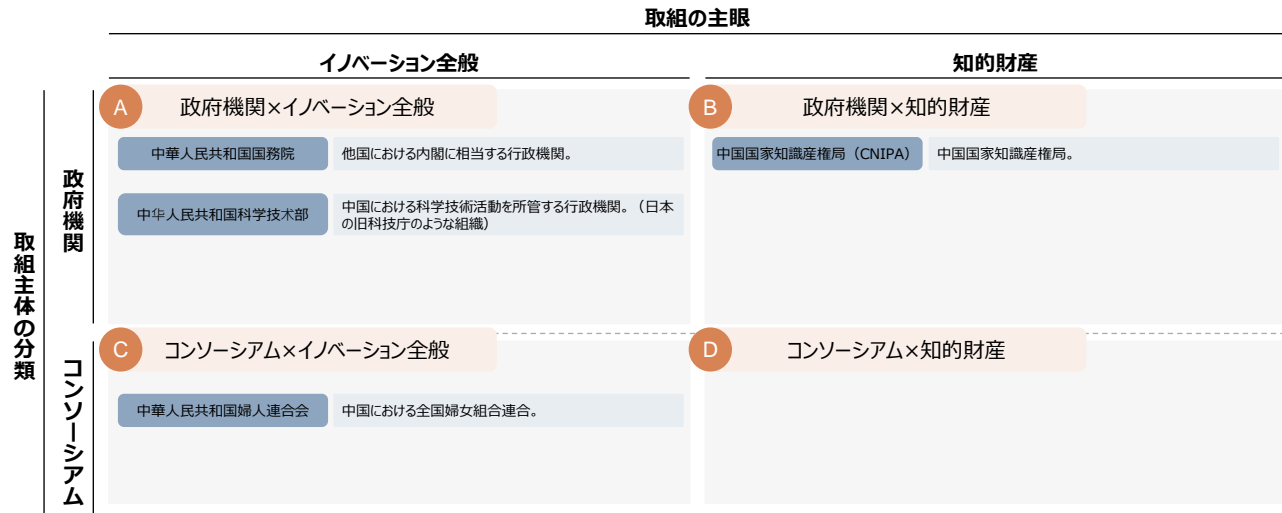 取組の主眼
イノベーション全般
知的財産
取組主体の分類
政府機関
A
政府機関×イノベーション全般
中華人民共和国国務院
他国における内閣に相当する行政機関。
中华人民共和国科学技术部
中国における科学技術活動を所管する行政機関。（日本
の旧科技庁のような組織）
B
政府機関×知的財産
中国国家知識産権局（CNIPA）
中国国家知識産権局。
コンソーシアム
C
コンソーシアム×イノベーション全般
中華人民共和国婦人連合会
中国における全国婦女組合連合。
D
コンソーシアム×知的財産